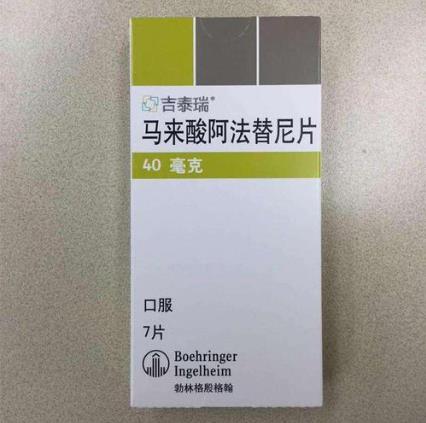 吉泰瑞®
马来酸阿法替尼片
40 毫克
口服
7片
Boehringer
Ingelheim
勃林格殷格翰